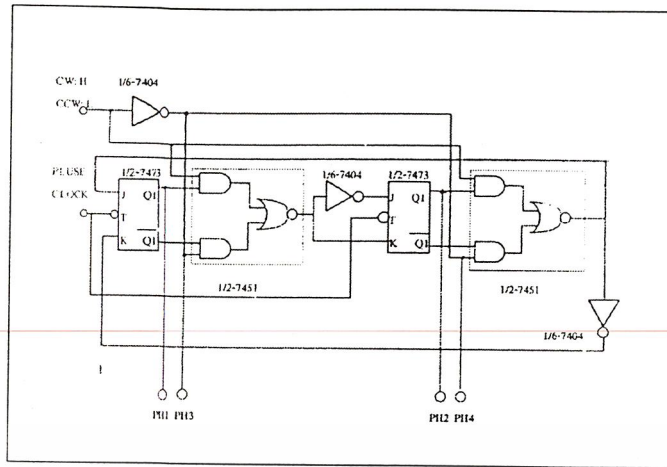 CW: H 1/6-7404
CCW: L
PLUSE 1/2-7473 1/6-7404 1/2-7473
CLOCK
J Q1 J Q1
T T
K Q1 K Q1
1/2-7451 1/2-7451
1/6-7404
PH1 PH3 PH2 PH4